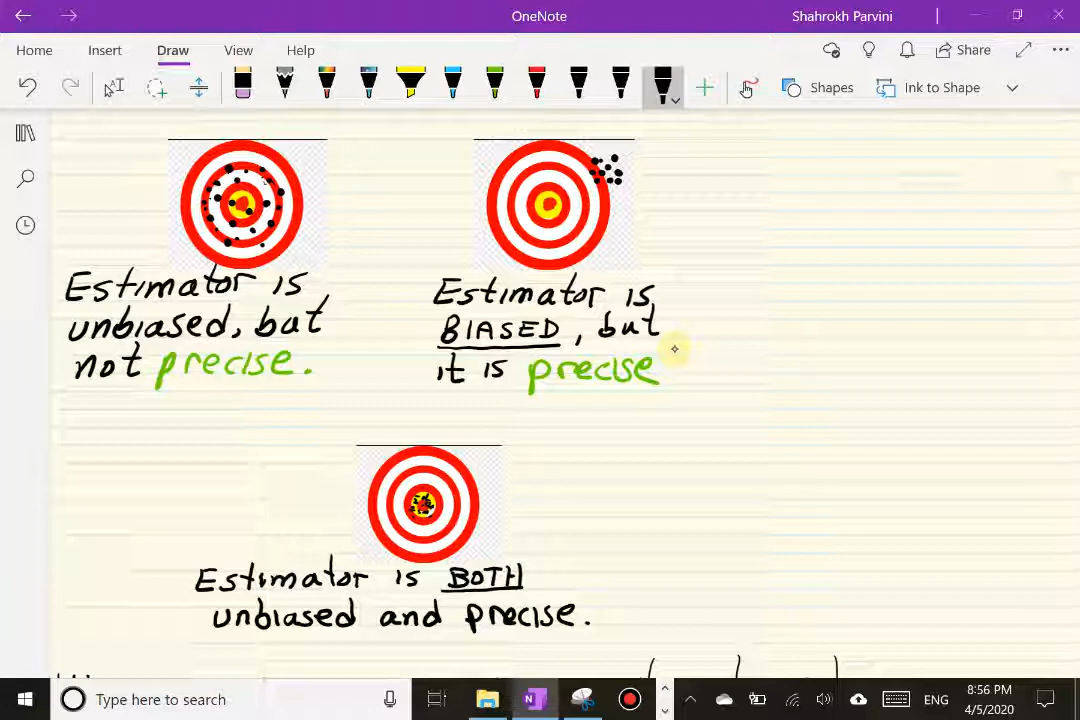 OneNote
Shahrokh Parvini
Home Insert Draw View Help
Share
Shapes
Ink to Shape
Estimator is
unbiased, but
not precise.
Estimator is
BIASED, but
it is precise
Estimator is BOTH
unbiased and precise.
Type here to search
ENG
8:56 PM
4/5/2020